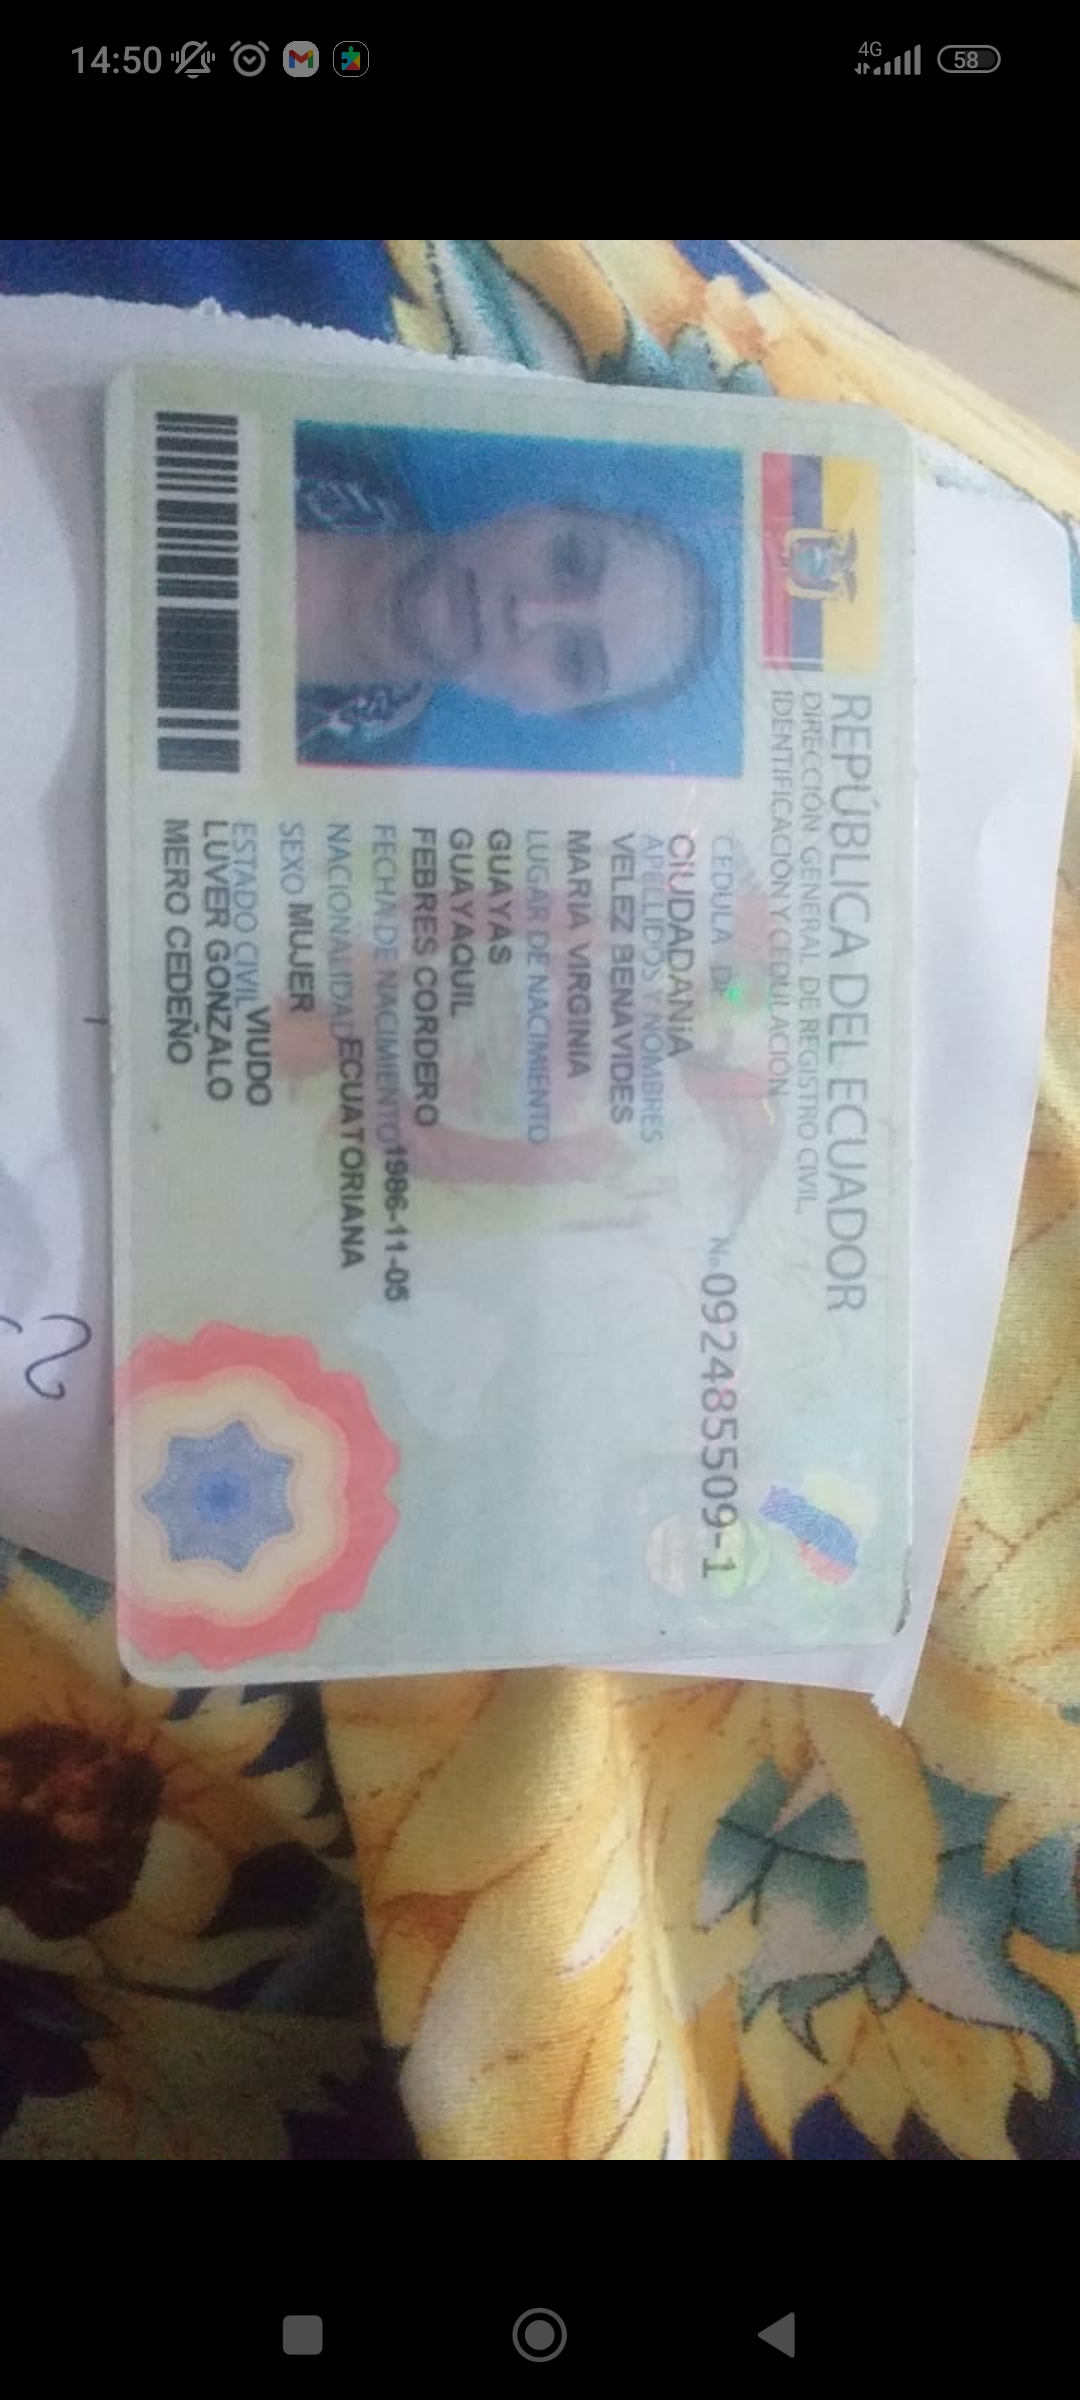 14:50
4G
58
REPÚBLICA DEL ECUADOR
DIRECCIÓN GENERAL DE REGISTRO CIVIL,
IDENTIFICACIÓN Y CEDULACIÓN
CEDULA DE
CIUDADANÍA
No 092485509-1
APELLIDOS Y NOMBRES
VELEZ BENAVIDES
MARIA VIRGINIA
LUGAR DE NACIMIENTO
GUAYAS
GUAYAQUIL
FEBRES CORDERO
FECHA DE NACIMIENTO 1986-11-05
NACIONALIDAD ECUATORIANA
SEXO MUJER
ESTADO CIVIL VIUDO
LUVER GONZALO
MERO CEDEÑO